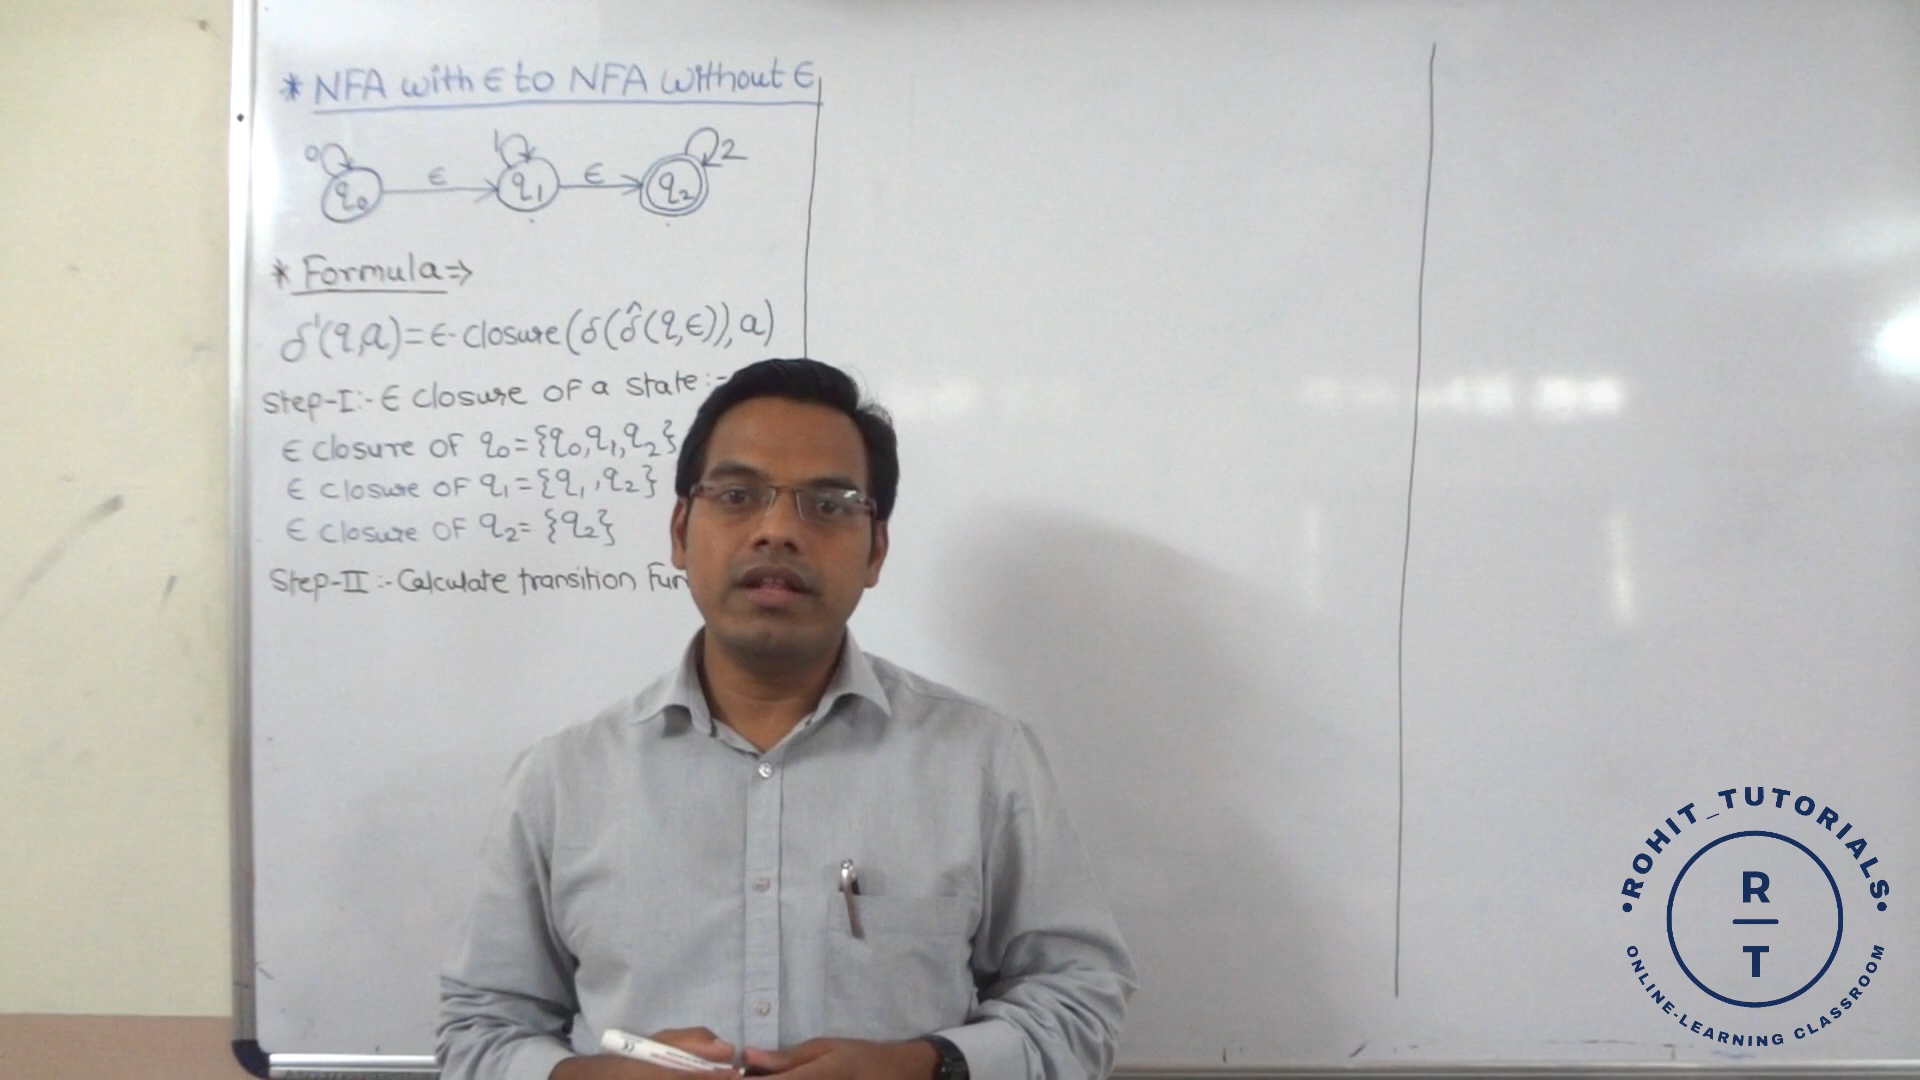 * NFA with ε to NFA without ε
0 1 2
ε ε
q0 q1 q2
* Formula⇒
δ'(q,a)=ε-closure(δ(δ̂(q,ε)),a)
Step-I:- ε closure of a state:-
ε closure of q0={q0,q1,q2}
ε closure of q1={q1,q2}
ε closure of q2={q2}
Step-II:-Calculate transition Fun
•ROHIT_TUTORIALS•
R
T
ONLINE-LEARNING CLASSROOM